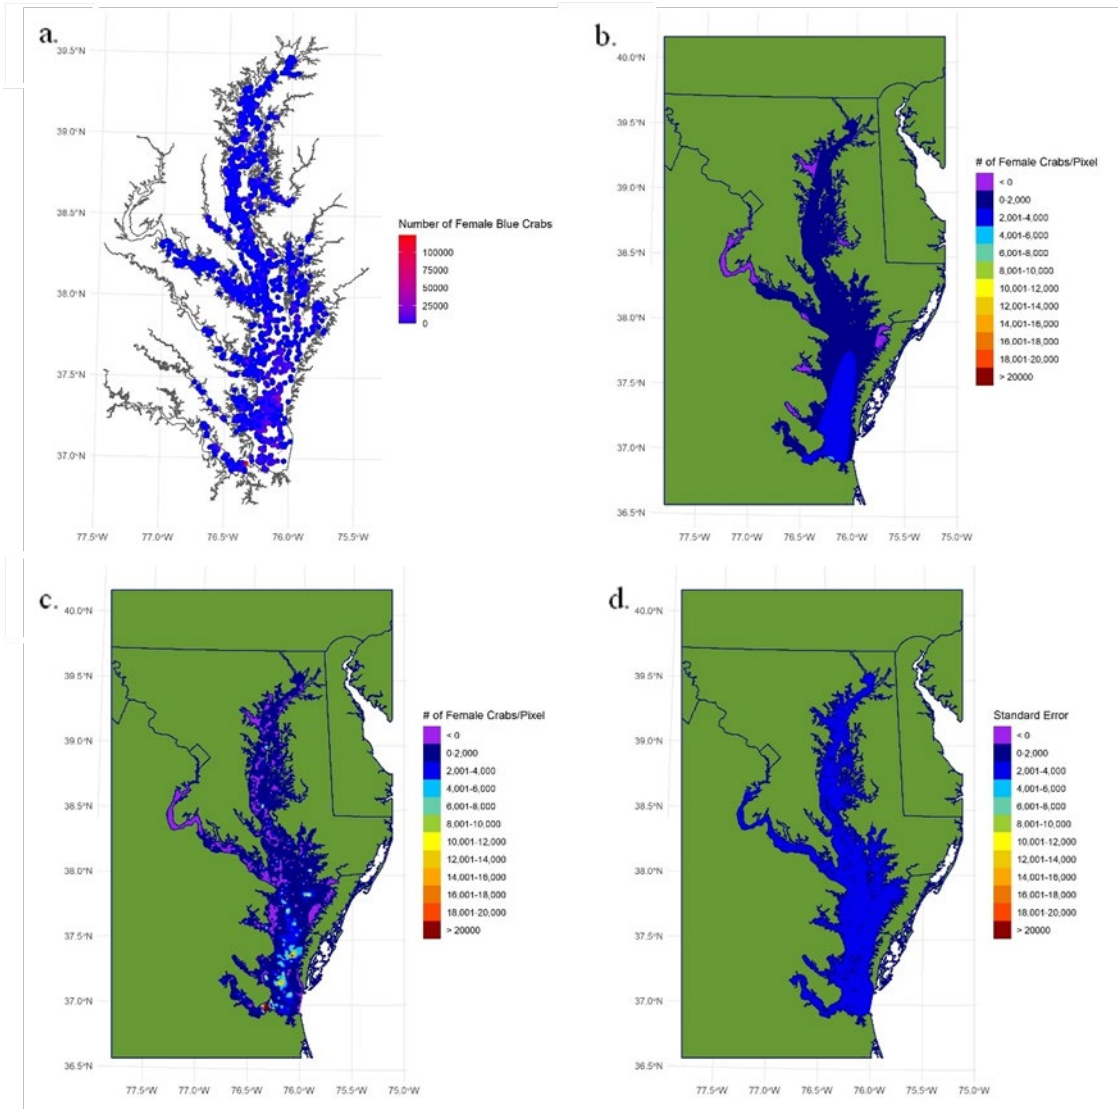 a.
39.5°N
39.0°N
38.5°N
38.0°N
37.5°N
37.0°N
77.5°W 77.0°W 76.5°W 76.0°W 75.5°W
Number of Female Blue Crabs
100000
75000
50000
25000
0
b.
40.0°N
39.5°N
39.0°N
38.5°N
38.0°N
37.5°N
37.0°N
36.5°N
77.5°W 77.0°W 76.5°W 76.0°W 75.5°W 75.0°W
# of Female Crabs/Pixel
< 0
0-2,000
2,001-4,000
4,001-6,000
6,001-8,000
8,001-10,000
10,001-12,000
12,001-14,000
14,001-16,000
16,001-18,000
18,001-20,000
> 20000
c.
40.0°N
39.5°N
39.0°N
38.5°N
38.0°N
37.5°N
37.0°N
36.5°N
77.5°W 77.0°W 76.5°W 76.0°W 75.5°W 75.0°W
# of Female Crabs/Pixel
< 0
0-2,000
2,001-4,000
4,001-6,000
6,001-8,000
8,001-10,000
10,001-12,000
12,001-14,000
14,001-16,000
16,001-18,000
18,001-20,000
> 20000
d.
40.0°N
39.5°N
39.0°N
38.5°N
38.0°N
37.5°N
37.0°N
36.5°N
77.5°W 77.0°W 76.5°W 76.0°W 75.5°W 75.0°W
Standard Error
< 0
0-2,000
2,001-4,000
4,001-6,000
6,001-8,000
8,001-10,000
10,001-12,000
12,001-14,000
14,001-16,000
16,001-18,000
18,001-20,000
> 20000